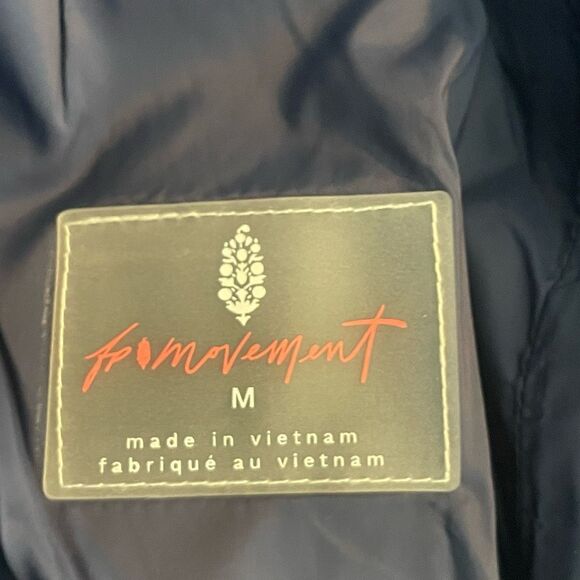 fp movement
M
made in vietnam
fabriqué au vietnam